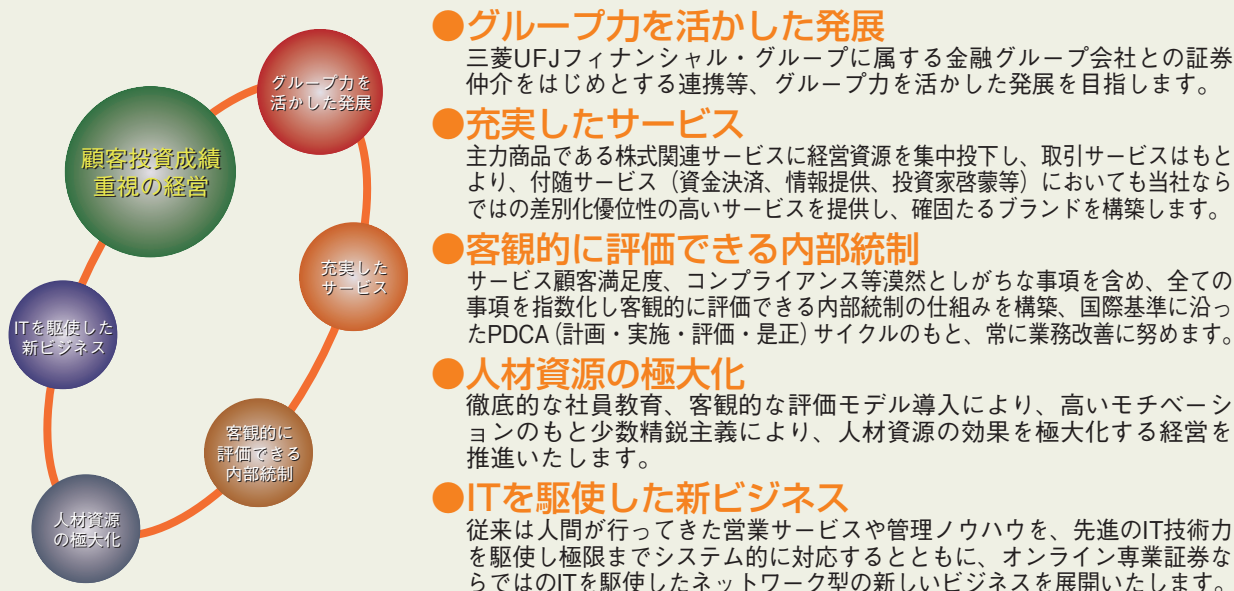 グループ力を
活かした発展
顧客投資成績
重視の経営
充実した
サービス
ITを駆使した
新ビジネス
客観的に
評価できる
内部統制
人材資源
の極大化
●グループ力を活かした発展
三菱UFJフィナンシャル・グループに属する金融グループ会社との証券
仲介をはじめとする連携等、グループ力を活かした発展を目指します。
●充実したサービス
主力商品である株式関連サービスに経営資源を集中投下し、取引サービスはもと
より、付随サービス（資金決済、情報提供、投資家啓蒙等）においても当社なら
ではの差別化優位性の高いサービスを提供し、確固たるブランドを構築します。
●客観的に評価できる内部統制
サービス顧客満足度、コンプライアンス等漠然としがちな事項を含め、全ての
事項を指数化し客観的に評価できる内部統制の仕組みを構築、国際基準に沿っ
たPDCA（計画・実施・評価・是正）サイクルのもと、常に業務改善に努めます。
●人材資源の極大化
徹底的な社員教育、客観的な評価モデル導入により、高いモチベーシ
ョンのもと少数精鋭主義により、人材資源の効果を極大化する経営を
推進いたします。
●ITを駆使した新ビジネス
従来は人間が行ってきた営業サービスや管理ノウハウを、先進のIT技術力
を駆使し極限までシステム的に対応するとともに、オンライン専業証券な
らではのITを駆使したネットワーク型の新しいビジネスを展開いたします。